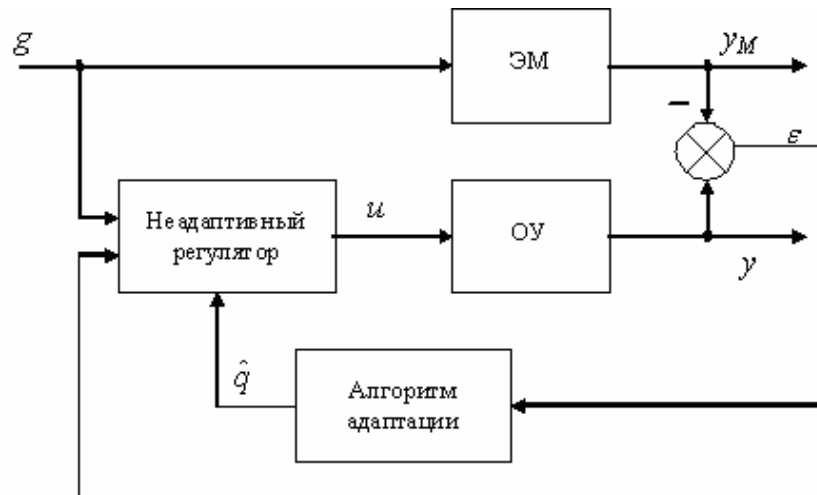 g
ЭМ
y_M
−
ε
Неадаптивный
регулятор
u
ОУ
y
q̂
Алгоритм
адаптации